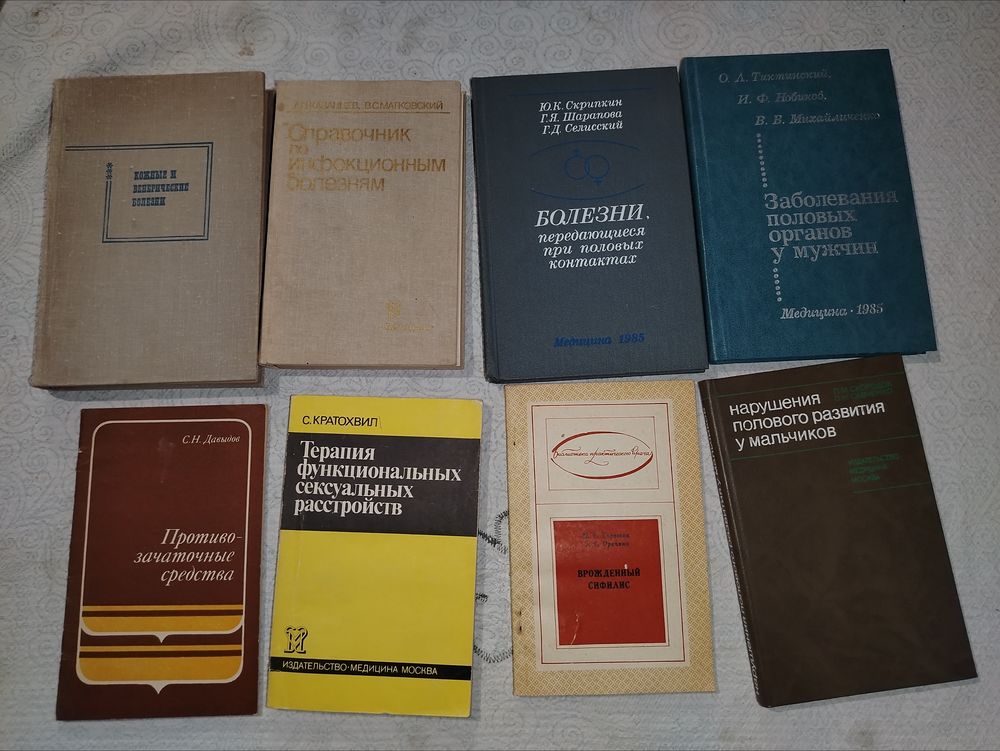 КОЖНЫЕ И
ВЕНЕРИЧЕСКИЕ
БОЛЕЗНИ
В.С.МАТКОВСКИЙ
Справочник
по
инфекционным
болезням
Ю.К. Скрипкин
Г.Я. Шарапова
Г.Д. Селисский
БОЛЕЗНИ,
передающиеся
при половых
контактах
Медицина 1985
О. Л. Тиктинский,
И. Ф. Новиков,
В. В. Михайличенко
Заболевания
половых
органов
у мужчин
Медицина · 1985
С.Н. Давыдов
Противо-
зачаточные
средства
С. КРАТОХВИЛ
Терапия
функциональных
сексуальных
расстройств
ИЗДАТЕЛЬСТВО·МЕДИЦИНА МОСКВА
Библиотека практического врача
ВРОЖДЕННЫЙ
СИФИЛИС
нарушения
полового развития
у мальчиков
ИЗДАТЕЛЬСТВО
МЕДИЦИНА
МОСКВА